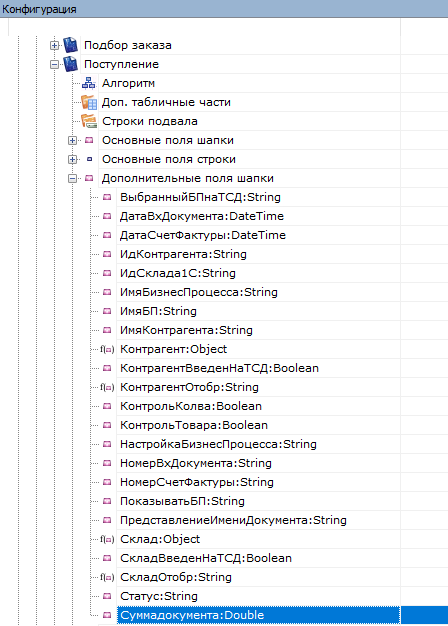 Конфигурация
Подбор заказа
Поступление
Алгоритм
Доп. табличные части
Строки подвала
Основные поля шапки
Основные поля строки
Дополнительные поля шапки
ВыбранныйБПнаТСД:String
ДатаВхДокумента:DateTime
ДатаСчетФактуры:DateTime
ИдКонтрагента:String
ИдСклада1С:String
ИмяБизнесПроцесса:String
ИмяБП:String
ИмяКонтрагента:String
f(▫) Контрагент:Object
КонтрагентВведенНаТСД:Boolean
f(▫) КонтрагентОтобр:String
КонтрольКолва:Boolean
КонтрольТовара:Boolean
НастройкаБизнесПроцесса:String
НомерВхДокумента:String
НомерСчетФактуры:String
ПоказыватьБП:String
ПредставлениеИмениДокумента:String
f(▫) Склад:Object
СкладВведенНаТСД:Boolean
f(▫) СкладОтобр:String
Статус:String
Суммадокумента:Double